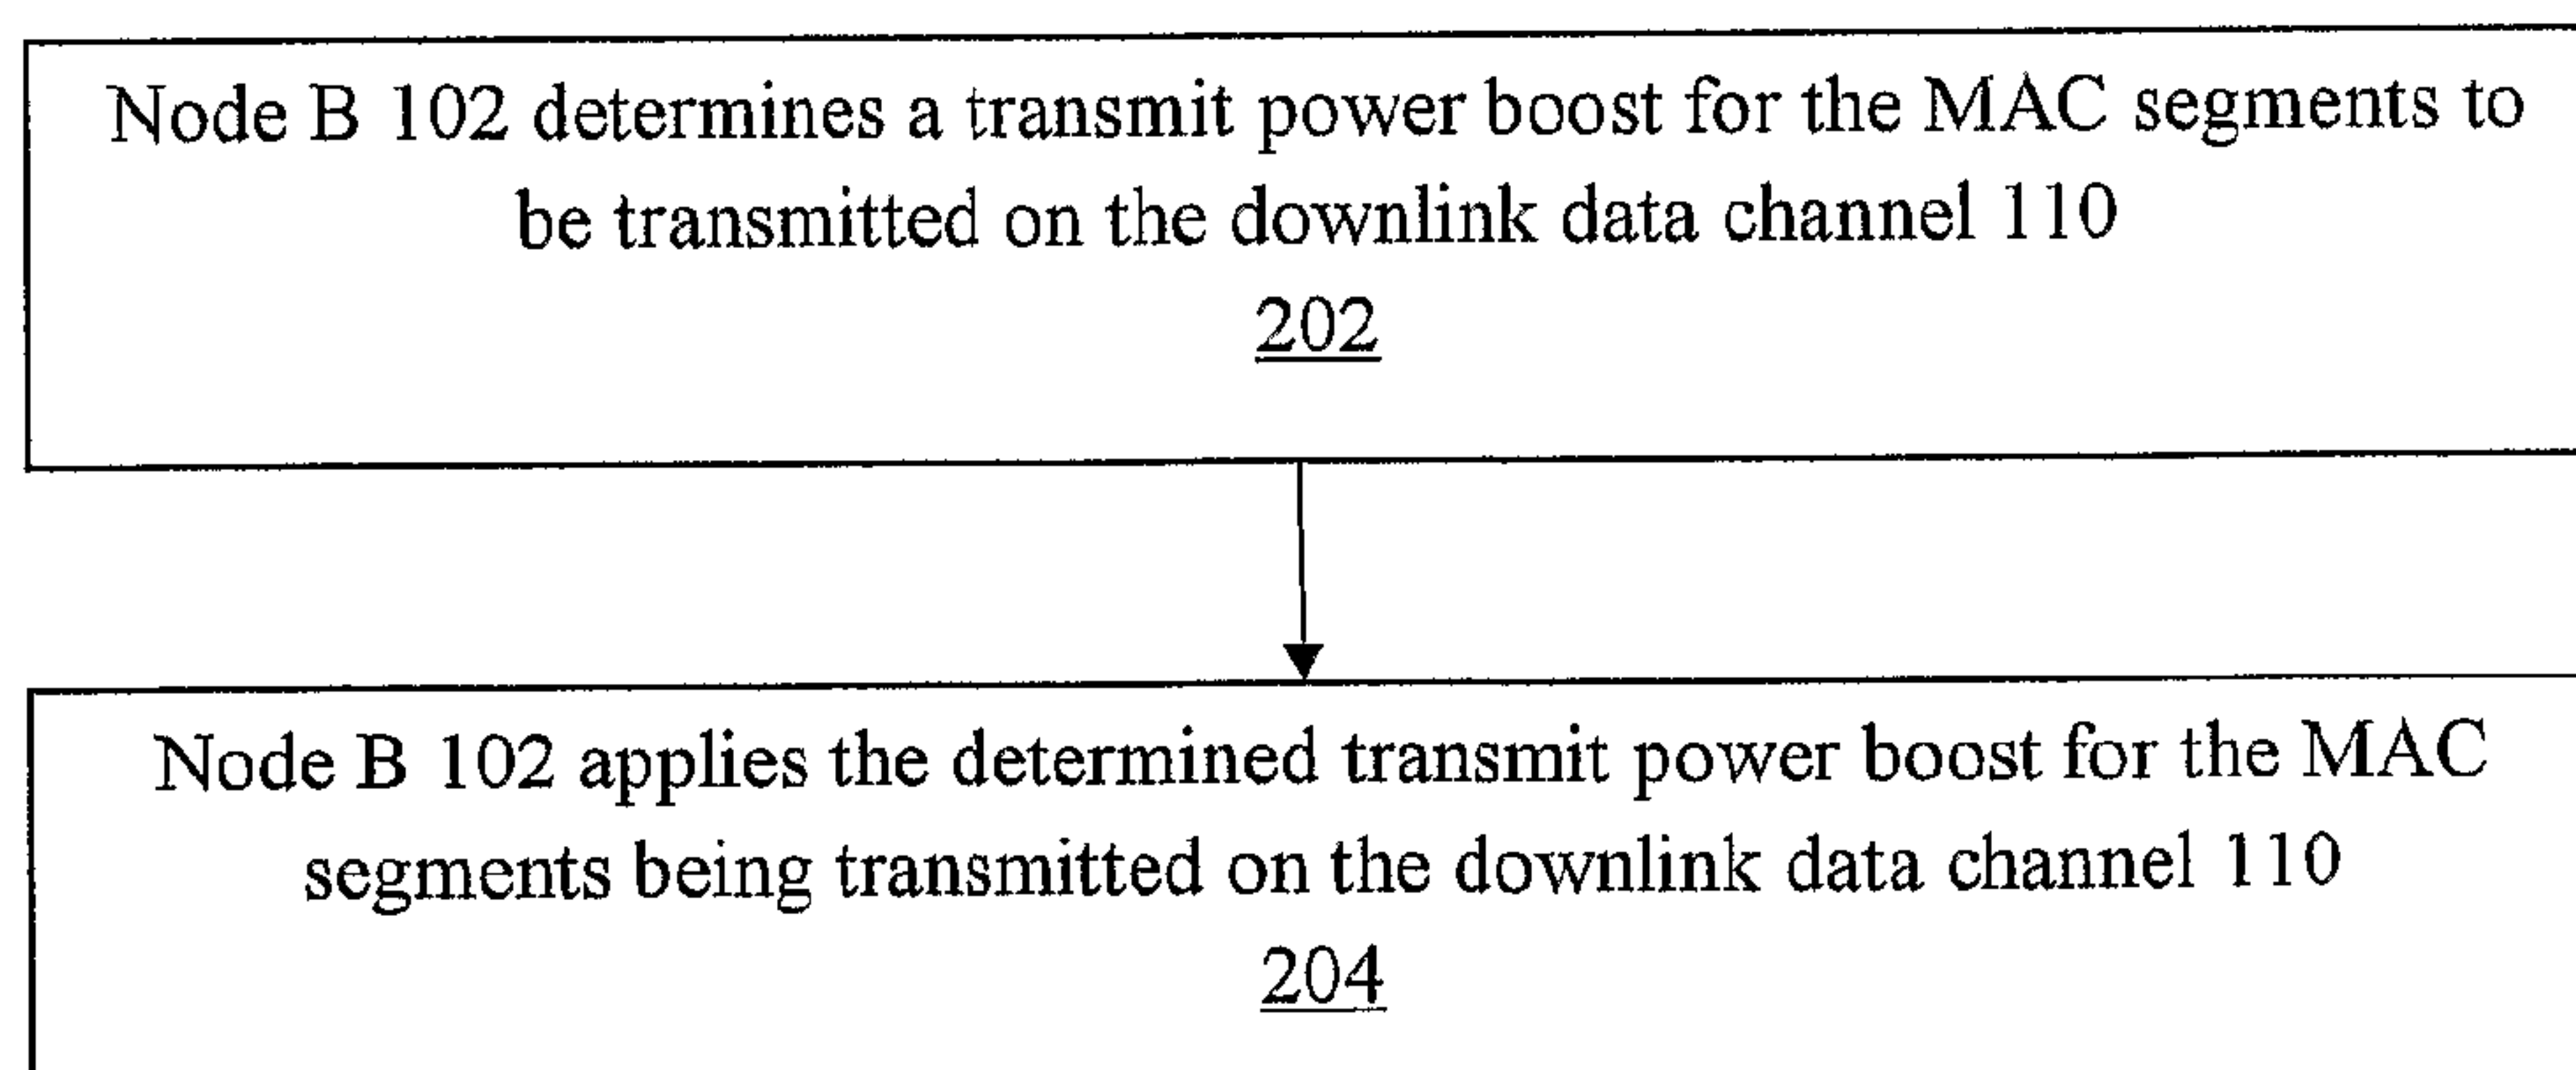 Node B 102 determines a transmit power boost for the MAC segments to
be transmitted on the downlink data channel 110
202
Node B 102 applies the determined transmit power boost for the MAC
segments being transmitted on the downlink data channel 110
204